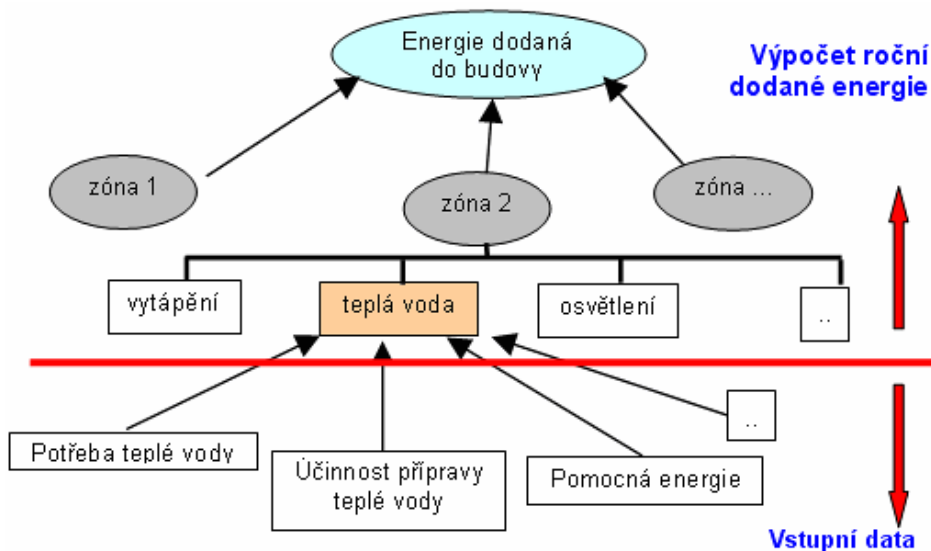 Energie dodaná
do budovy
Výpočet roční
dodané energie
zóna 1
zóna 2
zóna ...
vytápění
teplá voda
osvětlení
..
..
Potřeba teplé vody
Účinnost přípravy
teplé vody
Pomocná energie
Vstupní data